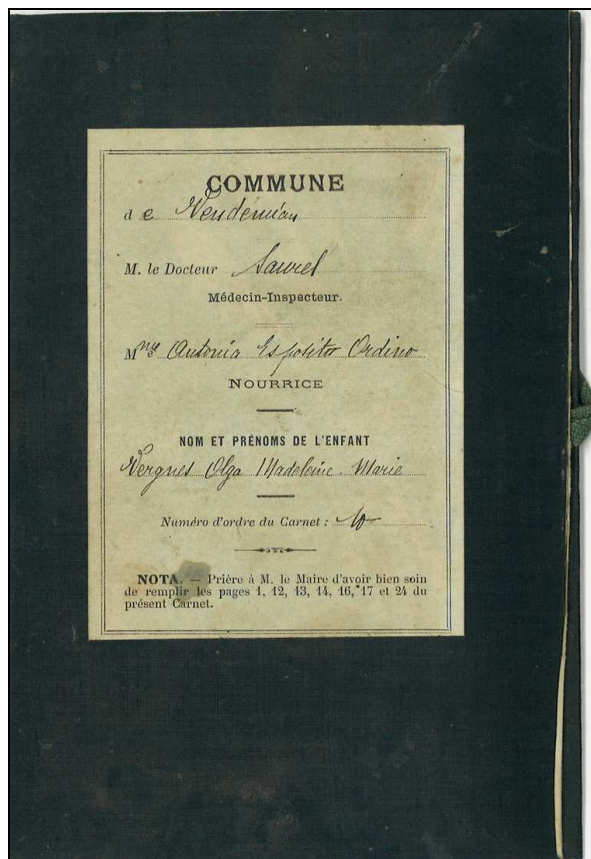 COMMUNE
de Vendémian
M. le Docteur Saurel
Médecin-Inspecteur.
Mme Antonia Esposito Ordino
NOURRICE
NOM ET PRÉNOMS DE L'ENFANT
Vergnes Olga Madeleine. Marie
Numéro d'ordre du Carnet : 10
NOTA. — Prière à M. le Maire d'avoir bien soin
de remplir les pages 1, 12, 13, 14, 16, 17 et 24 du
présent Carnet.